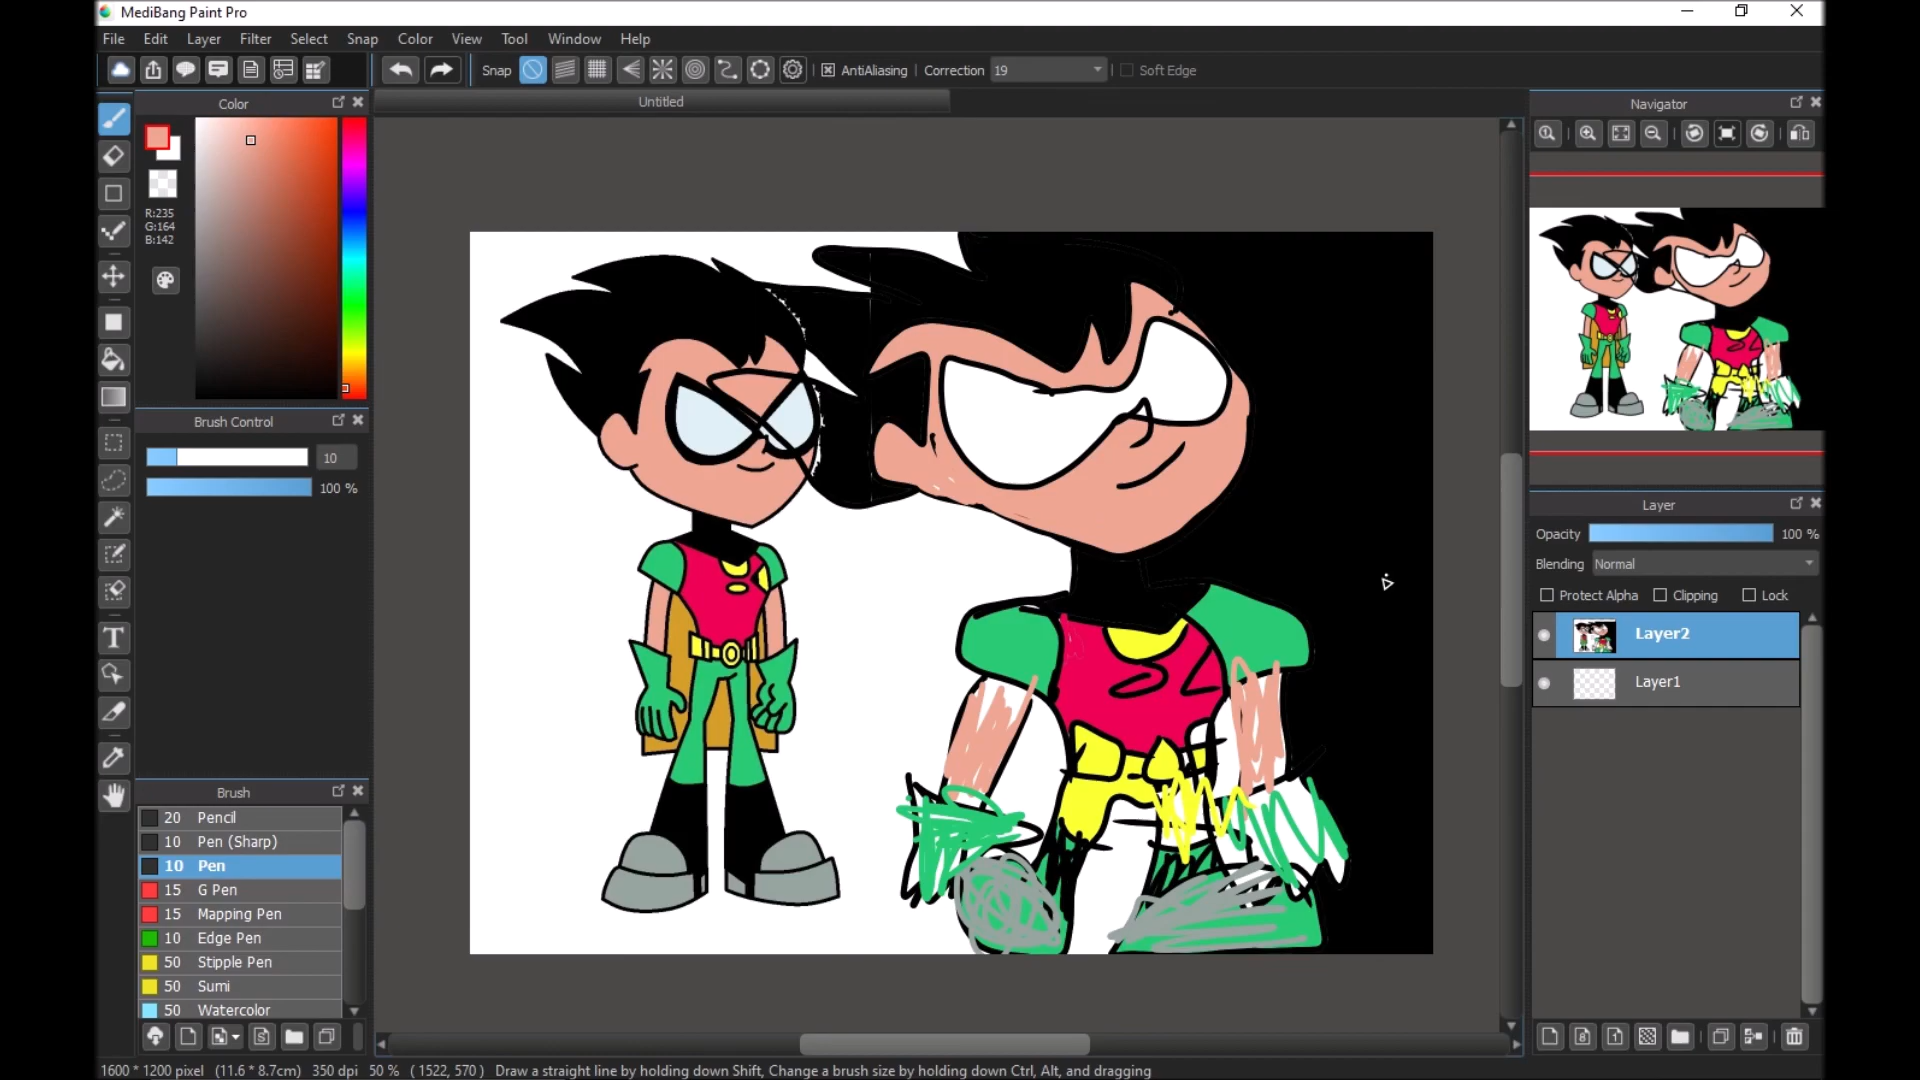 MediBang Paint Pro
File Edit Layer Filter Select Snap Color View Tool Window Help
Snap AntiAliasing Correction 19 Soft Edge
Color
Untitled
Navigator
R:235
G:164
B:142
Brush Control
10
100 %
Layer
Opacity 100 %
Blending Normal
Protect Alpha Clipping Lock
Layer2
Layer1
Brush
20 Pencil
10 Pen (Sharp)
10 Pen
15 G Pen
15 Mapping Pen
10 Edge Pen
50 Stipple Pen
50 Sumi
50 Watercolor
1600 * 1200 pixel (11.6 * 8.7cm) 350 dpi 50 % ( 1522, 570 ) Draw a straight line by holding down Shift, Change a brush size by holding down Ctrl, Alt, and dragging